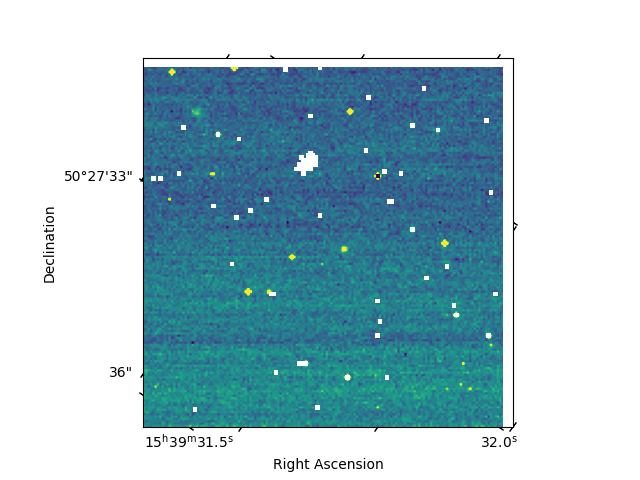 50°27'33"
Declination
36"
15ʰ39ᵐ31.5ˢ
32.0ˢ
Right Ascension